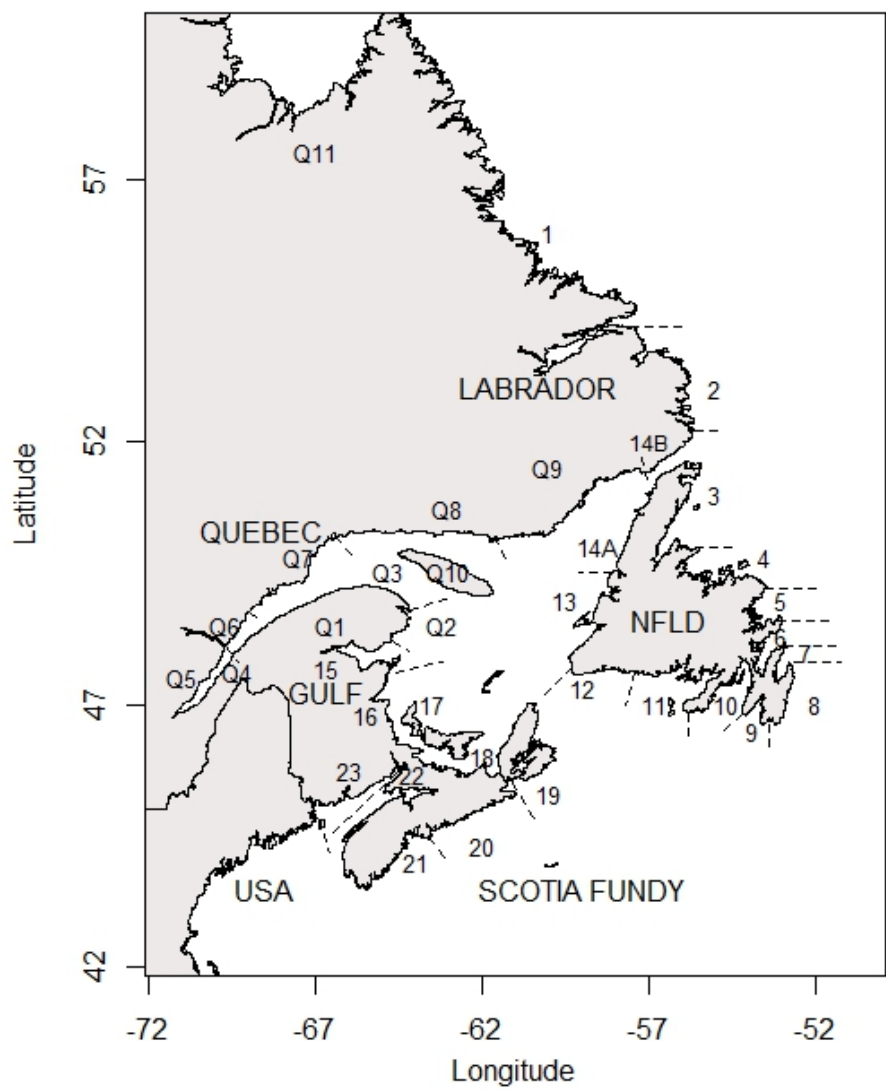 Q11
57
1
LABRADOR
2
52
14B
Q9
3
Q8
QUEBEC
14A
Q7
Q3
Q10
4
13
5
Q6
Q1
Q2
NFLD
6
7
Q5
Q4
15
GULF
12
47
16
17
11
10
8
9
18
23
22
19
20
21
USA
SCOTIA FUNDY
42
Latitude
-72
-67
-62
-57
-52
Longitude